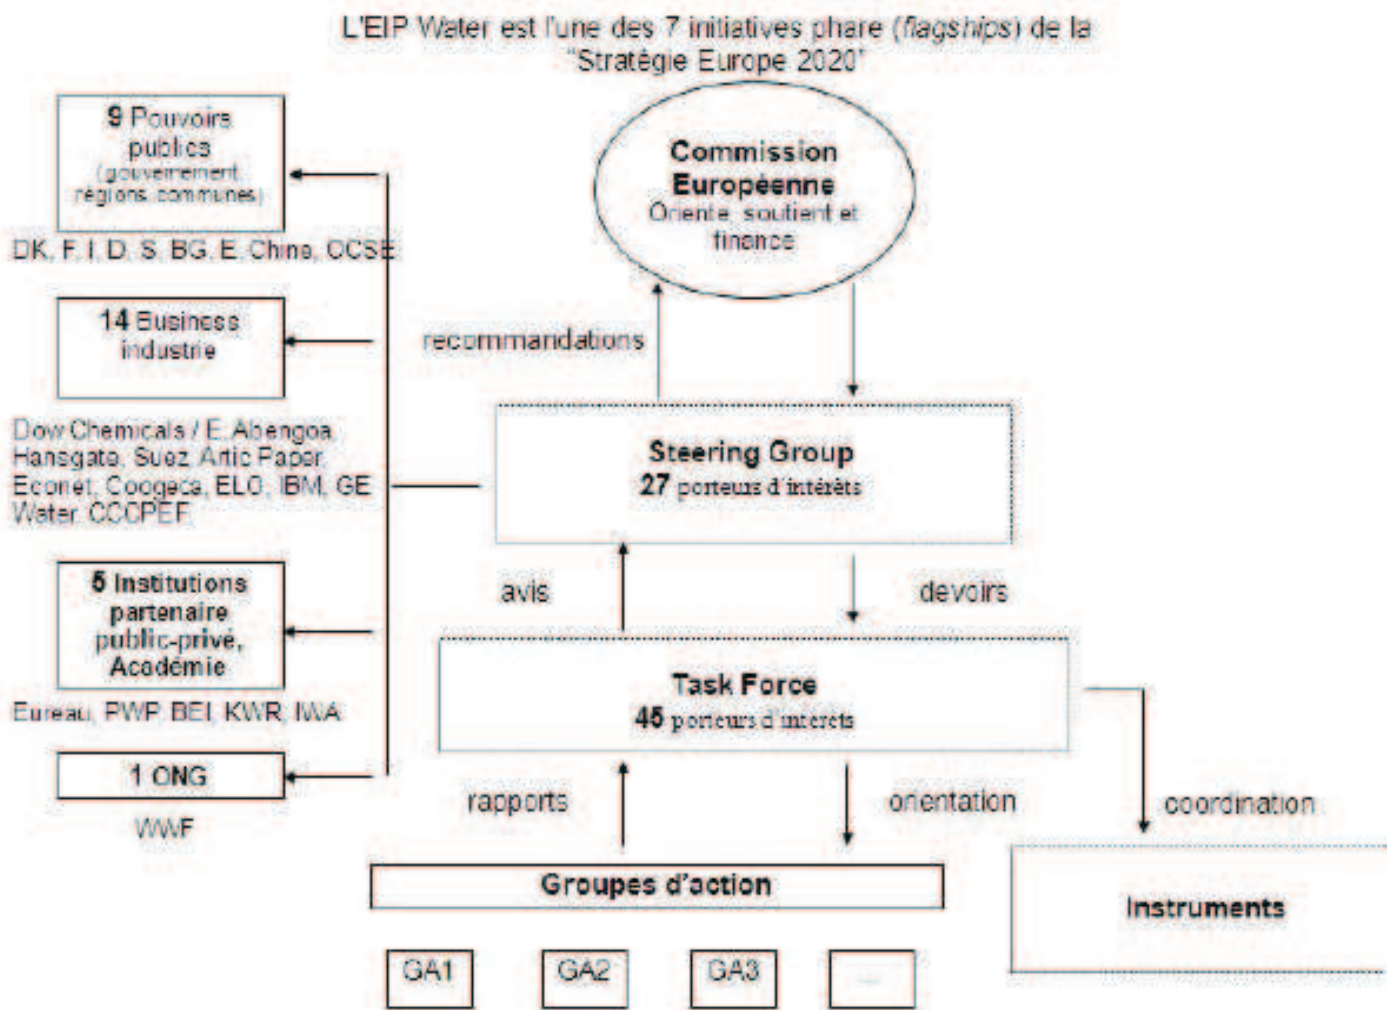 L'EIP Water est l'une des 7 initiatives phare (flagships) de la
"Stratégie Europe 2020"
9 Pouvoirs
publics
(gouvernement,
régions, communes)
DK, F, I, D, S, BG, E, Chine, OCSE
14 Business
industrie
Dow Chemicals / E, Abengoa,
Hansgate, Suez, Artic Paper,
Econet, Coogeca, ELO, IBM, GE
Water, CCCPEF,
5 Institutions
partenaire
public-privé,
Académie
Eureau, PWP, BEI, KWR, IWA
1 ONG
WWF
Commission
Européenne
Oriente, soutient et
finance
recommandations
Steering Group
27 porteurs d'intérêts
avis
devoirs
Task Force
45 porteurs d'intérêts
rapports
orientation
coordination
Groupes d'action
Instruments
GA1
GA2
GA3
...